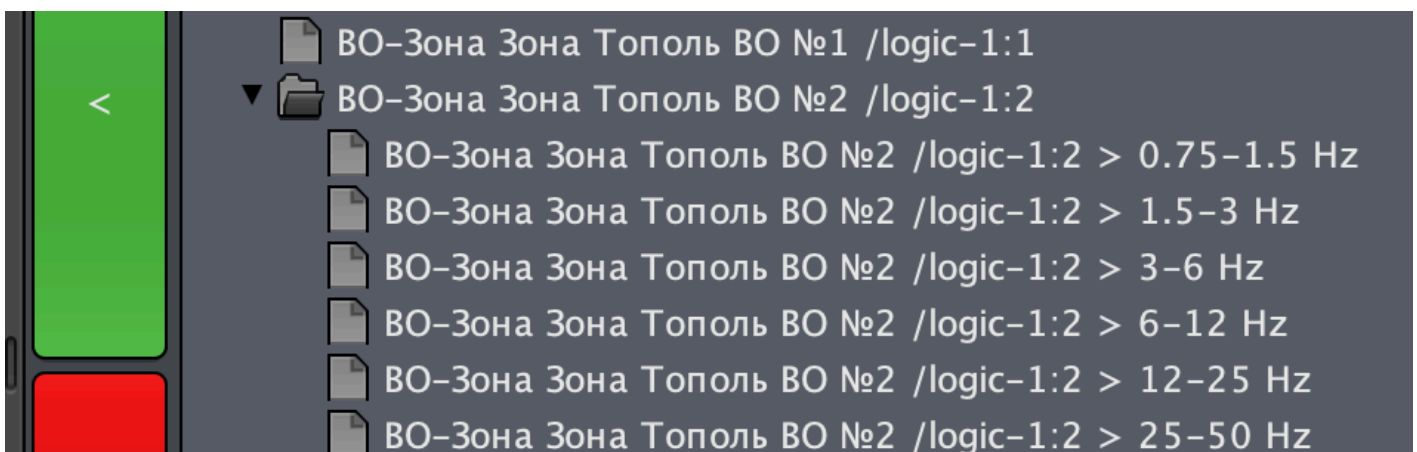 ВО-Зона Зона Тополь ВО №1 /logic-1:1
< ВО-Зона Зона Тополь ВО №2 /logic-1:2
ВО-Зона Зона Тополь ВО №2 /logic-1:2 > 0.75-1.5 Hz
ВО-Зона Зона Тополь ВО №2 /logic-1:2 > 1.5-3 Hz
ВО-Зона Зона Тополь ВО №2 /logic-1:2 > 3-6 Hz
ВО-Зона Зона Тополь ВО №2 /logic-1:2 > 6-12 Hz
ВО-Зона Зона Тополь ВО №2 /logic-1:2 > 12-25 Hz
ВО-Зона Зона Тополь ВО №2 /logic-1:2 > 25-50 Hz